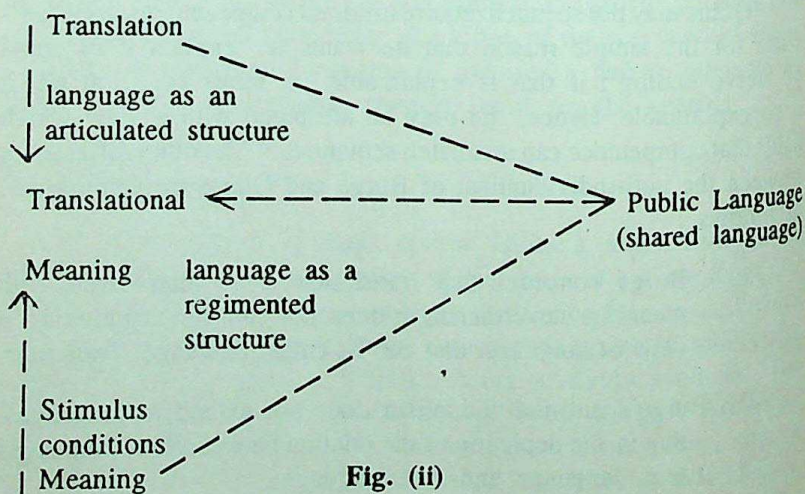 Translation
language as an
articulated structure
Translational
Public Language
(shared language)
Meaning language as a
regimented
structure
Stimulus
conditions
Meaning
Fig. (ii)